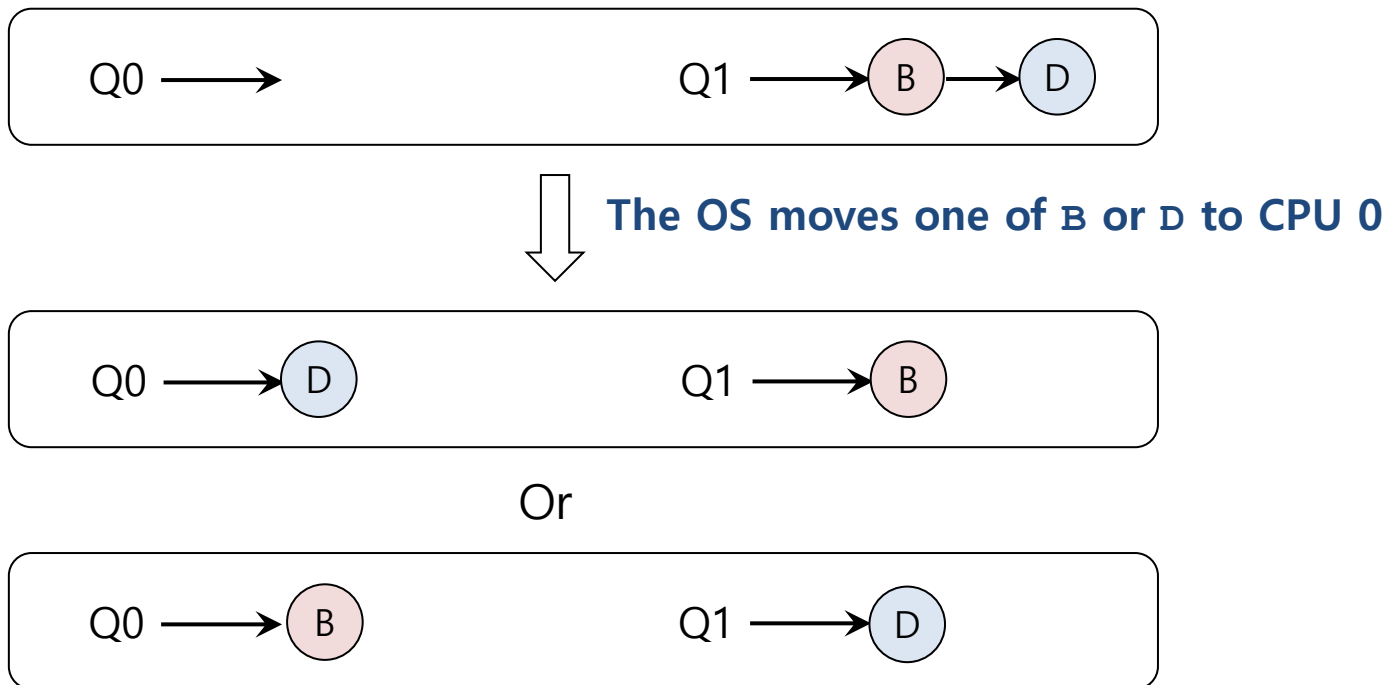 Q0 Q1 B D
The OS moves one of B or D to CPU 0
Q0 D Q1 B
Or
Q0 B Q1 D